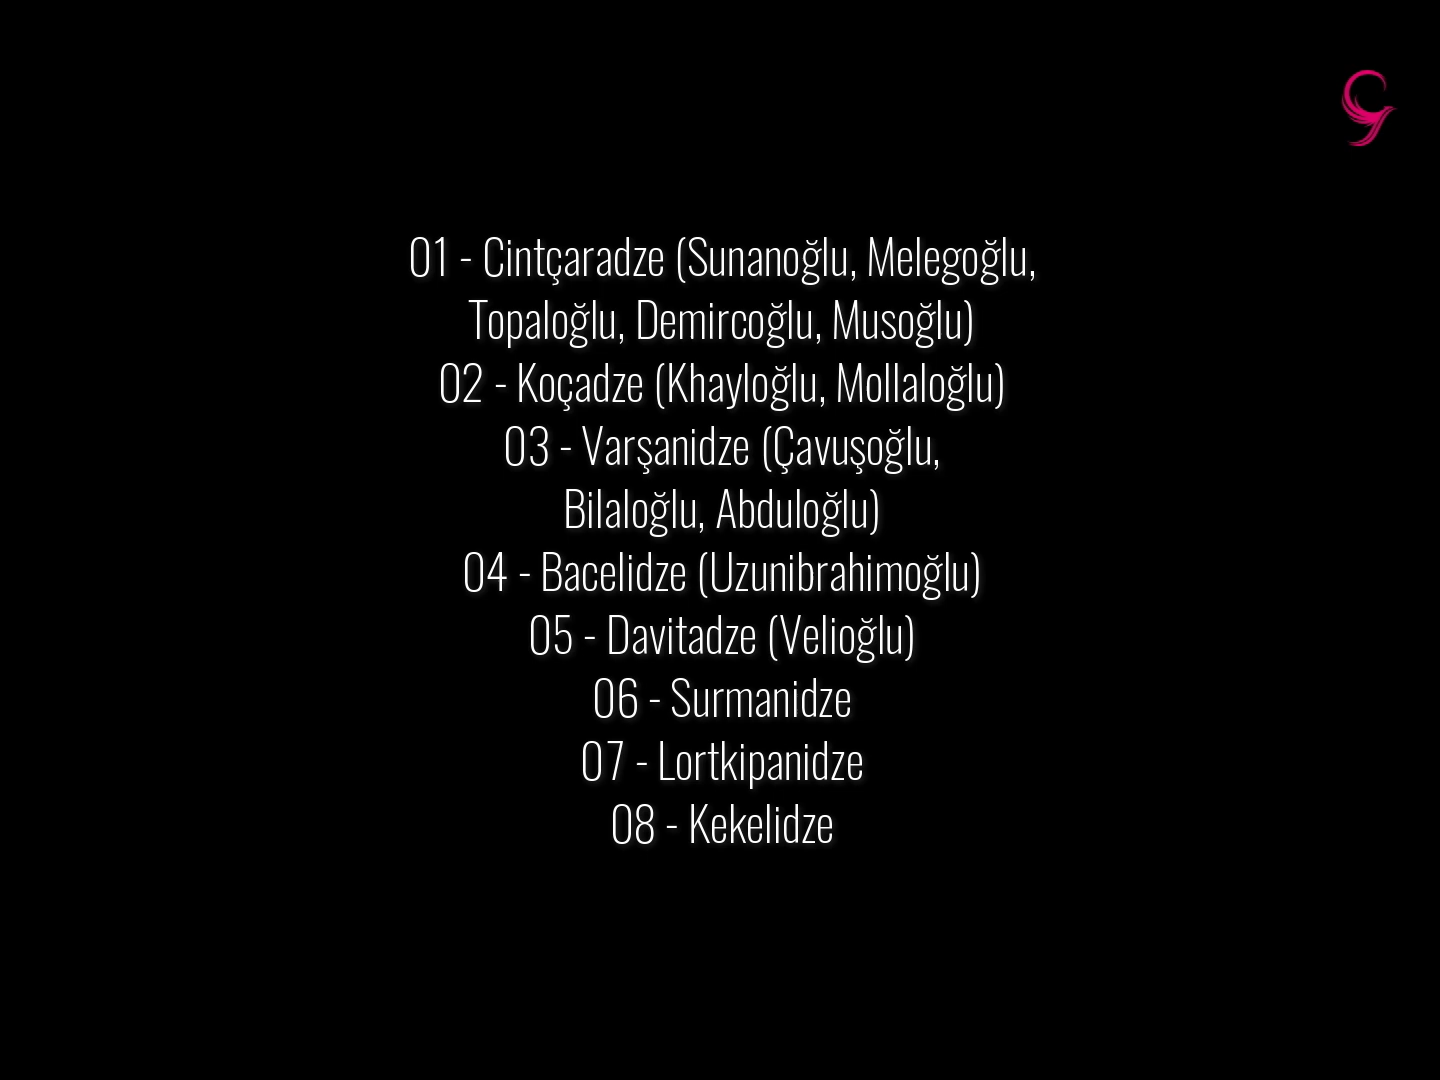 01 - Cintçaradze (Sunanoğlu, Melegoğlu,
Topaloğlu, Demircoğlu, Musoğlu)
02 - Koçadze (Khayloğlu, Mollaloğlu)
03 - Varşanidze (Çavuşoğlu,
Bilaloğlu, Abduloğlu)
04 - Bacelidze (Uzunibrahimoğlu)
05 - Davitadze (Velioğlu)
06 - Surmanidze
07 - Lortkipanidze
08 - Kekelidze